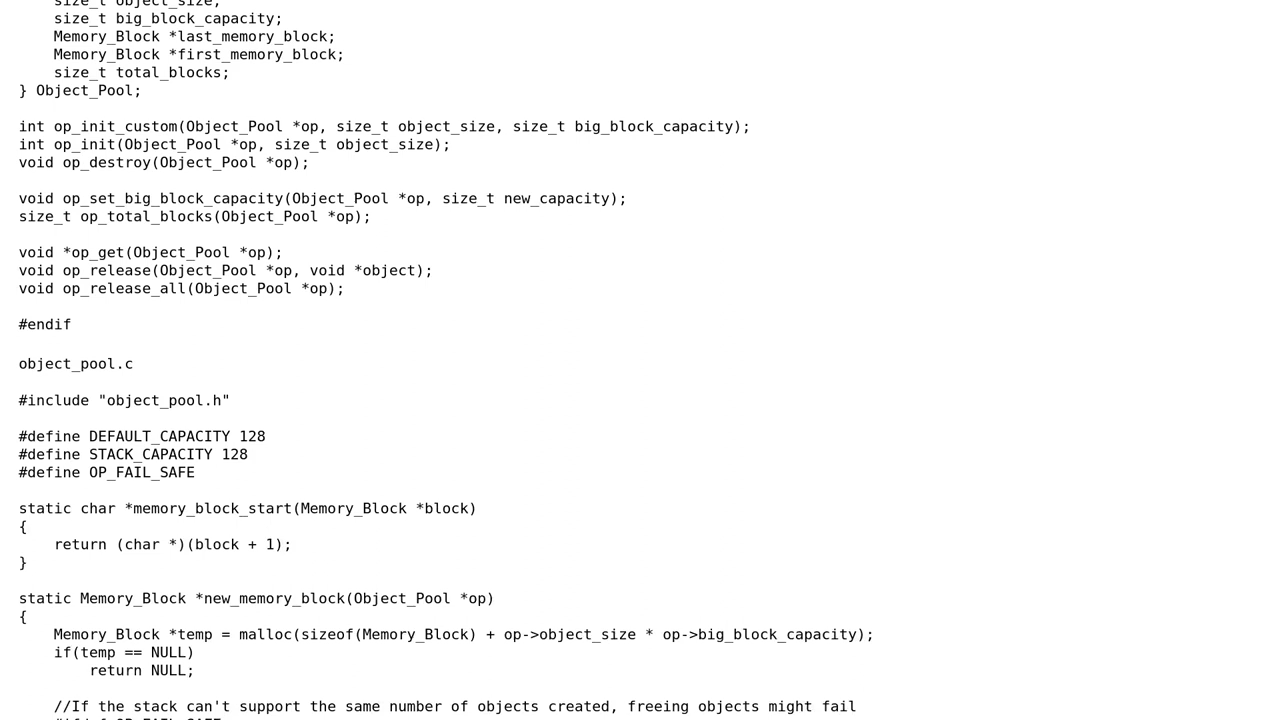 size_t object_size;
    size_t big_block_capacity;
    Memory_Block *last_memory_block;
    Memory_Block *first_memory_block;
    size_t total_blocks;
} Object_Pool;

int op_init_custom(Object_Pool *op, size_t object_size, size_t big_block_capacity);
int op_init(Object_Pool *op, size_t object_size);
void op_destroy(Object_Pool *op);

void op_set_big_block_capacity(Object_Pool *op, size_t new_capacity);
size_t op_total_blocks(Object_Pool *op);

void *op_get(Object_Pool *op);
void op_release(Object_Pool *op, void *object);
void op_release_all(Object_Pool *op);

#endif

object_pool.c

#include "object_pool.h"

#define DEFAULT_CAPACITY 128
#define STACK_CAPACITY 128
#define OP_FAIL_SAFE

static char *memory_block_start(Memory_Block *block)
{
    return (char *)(block + 1);
}

static Memory_Block *new_memory_block(Object_Pool *op)
{
    Memory_Block *temp = malloc(sizeof(Memory_Block) + op->object_size * op->big_block_capacity);
    if(temp == NULL)
        return NULL;

    //If the stack can't support the same number of objects created, freeing objects might fail